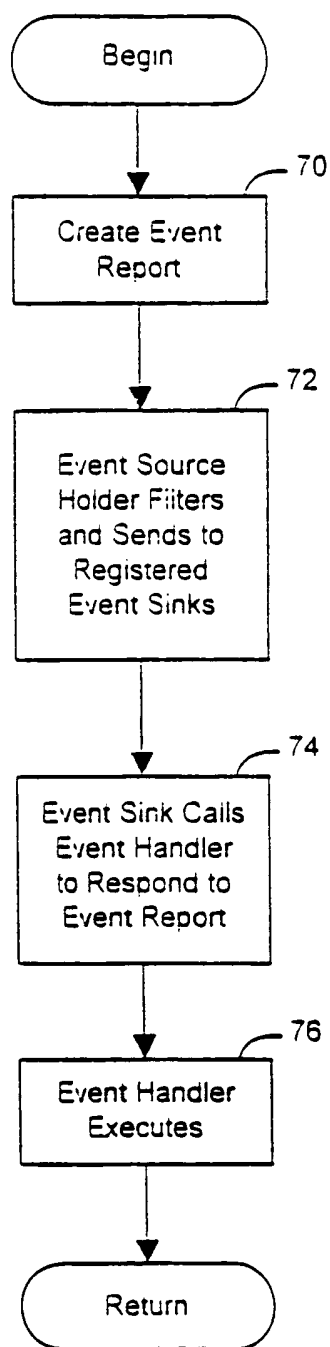 Begin
70
Create Event
Report
72
Event Source
Holder Filters
and Sends to
Registered
Event Sinks
74
Event Sink Calls
Event Handler
to Respond to
Event Report
76
Event Handler
Executes
Return